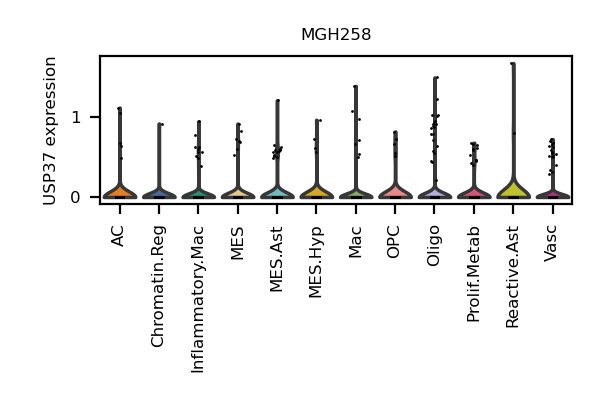 MGH258
USP37 expression
1
0
AC
Chromatin.Reg
Inflammatory.Mac
MES
MES.Ast
MES.Hyp
Mac
OPC
Oligo
Prolif.Metab
Reactive.Ast
Vasc